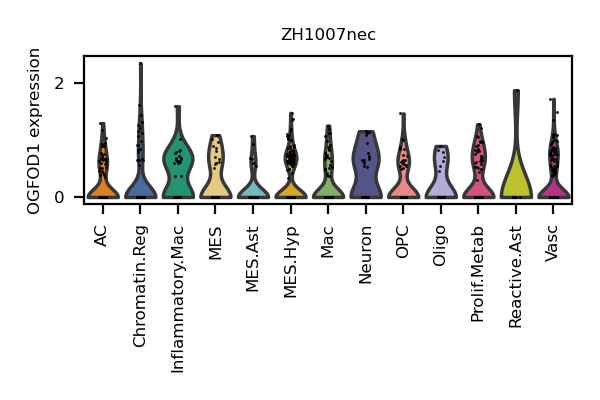 ZH1007nec
OGFOD1 expression
2
0
AC
Chromatin.Reg
Inflammatory.Mac
MES
MES.Ast
MES.Hyp
Mac
Neuron
OPC
Oligo
Prolif.Metab
Reactive.Ast
Vasc